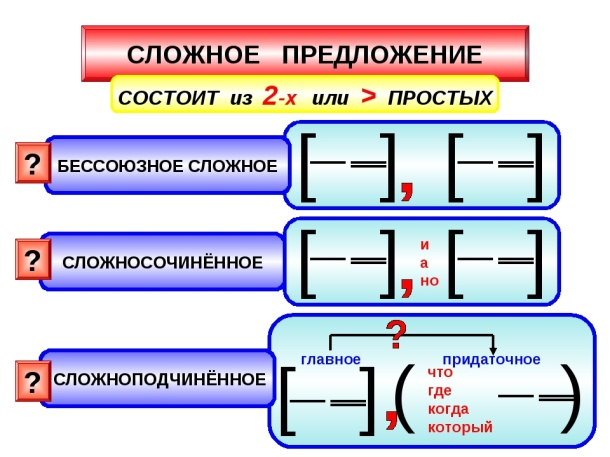 СЛОЖНОЕ ПРЕДЛОЖЕНИЕ
СОСТОИТ из 2-х или > ПРОСТЫХ
? БЕССОЮЗНОЕ СЛОЖНОЕ [ ], [ ]
? СЛОЖНОСОЧИНЁННОЕ [ ], [ ]
и
а
но
?
главное придаточное
? СЛОЖНОПОДЧИНЁННОЕ [ ], ( )
что
где
когда
который